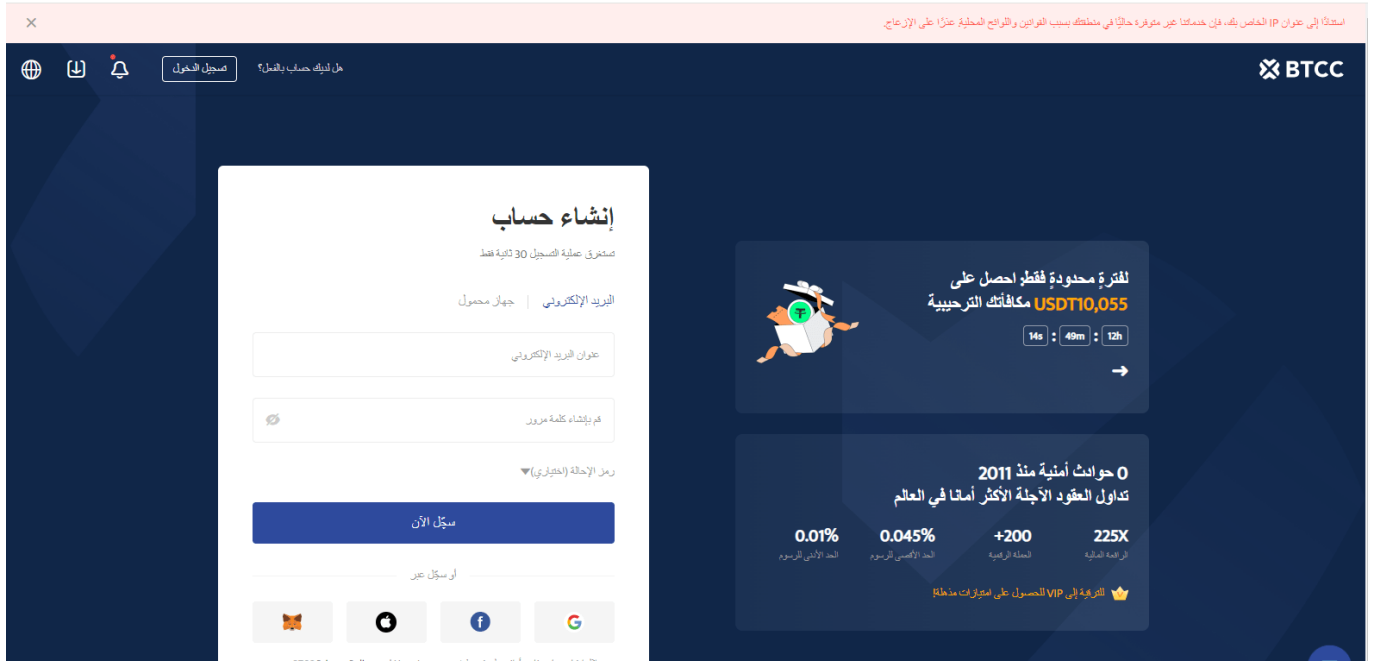 استنادًا إلى عنوان IP الخاص بك، فإن خدماتنا غير متوفرة حاليًا في منطقتك بسبب القوانين واللوائح المحلية. عذرًا على الإزعاج.
BTCC
هل لديك حساب بالفعل؟
تسجيل الدخول
لفترةٍ محدودةٍ فقط: احصل على
USDT10,055 مكافأتك الترحيبية
12h : 49m : 14s
0 حوادث أمنية منذ 2011
تداول العقود الآجلة الأكثر أمانا في العالم
225X
الرافعة المالية
200+
العملة الرقمية
0.045%
الحد الأقصى للرسوم
0.01%
الحد الأدنى للرسوم
للترقية إلى VIP للحصول على امتيازات مذهلة!
إنشاء حساب
تستغرق عملية التسجيل 30 ثانية فقط
البريد الإلكتروني | جهاز محمول
عنوان البريد الإلكتروني
قم بإنشاء كلمة مرور
رمز الإحالة (اختياري)
سجّل الآن
أو سجّل عبر